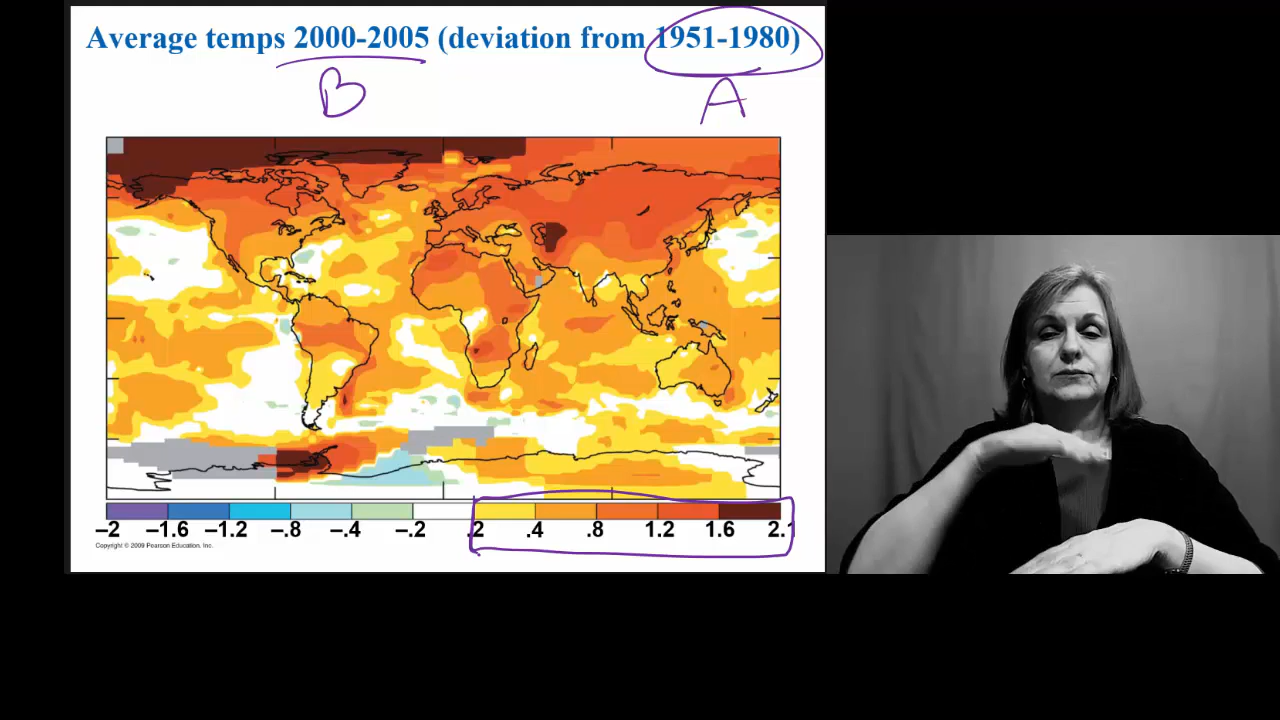 Average temps 2000-2005 (deviation from 1951-1980)
B A
–2 –1.6 –1.2 –.8 –.4 –.2 .2 .4 .8 1.2 1.6 2.1
Copyright © 2009 Pearson Education, Inc.